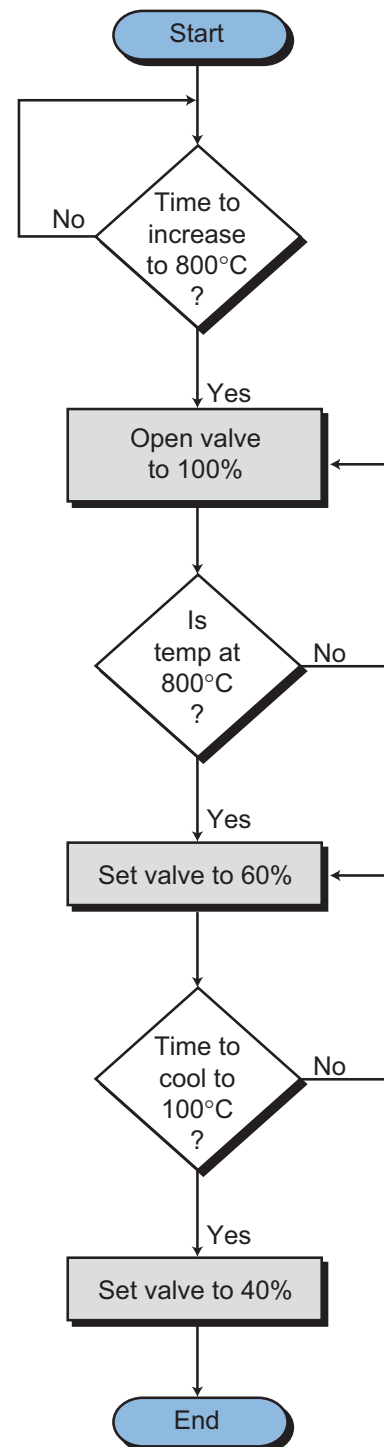 Start
Time to
increase
to 800°C
?
No
Yes
Open valve
to 100%
Is
temp at
800°C
?
No
Yes
Set valve to 60%
Time to
cool to
100°C
?
No
Yes
Set valve to 40%
End